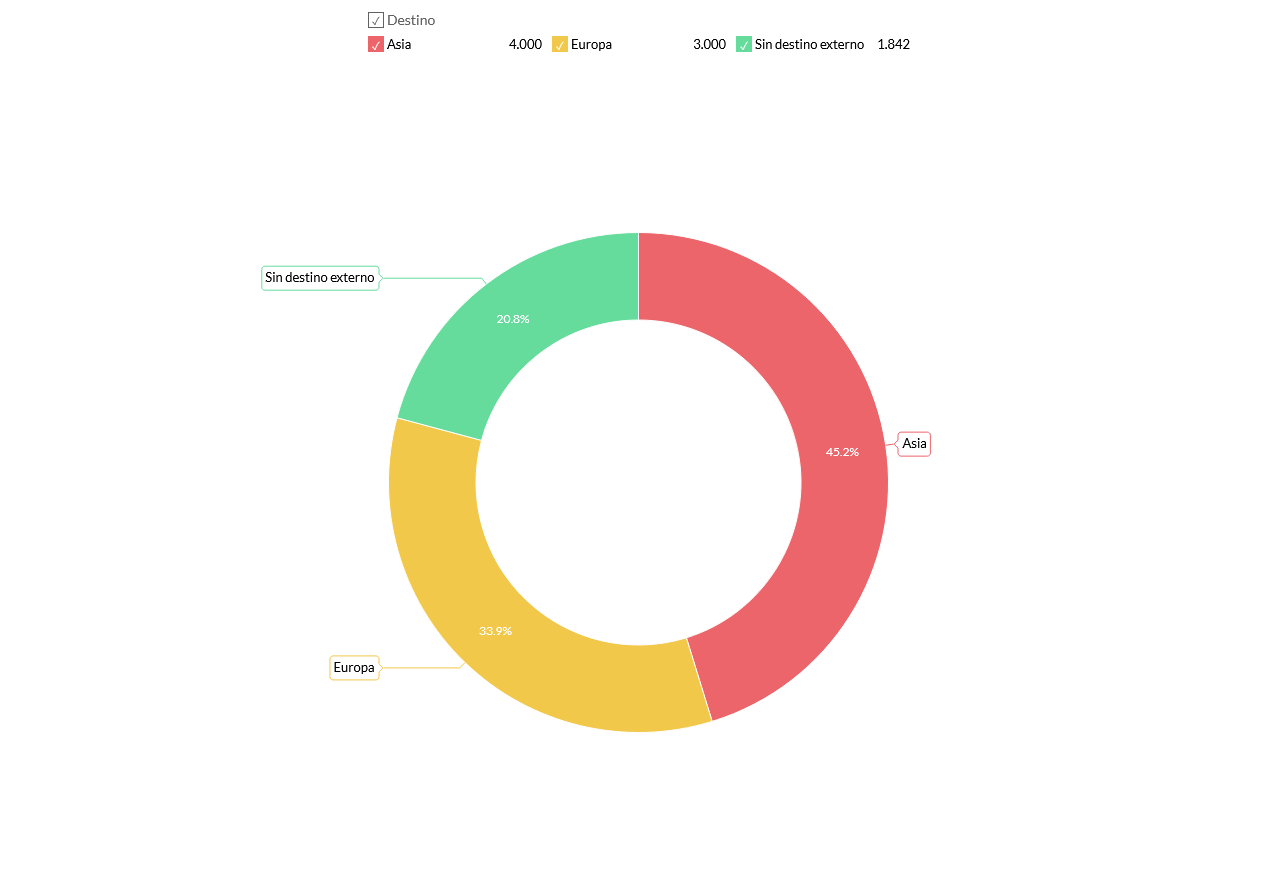 Destino
Asia 4.000 Europa 3.000 Sin destino externo 1.842
Sin destino externo
20.8%
Asia
45.2%
33.9%
Europa